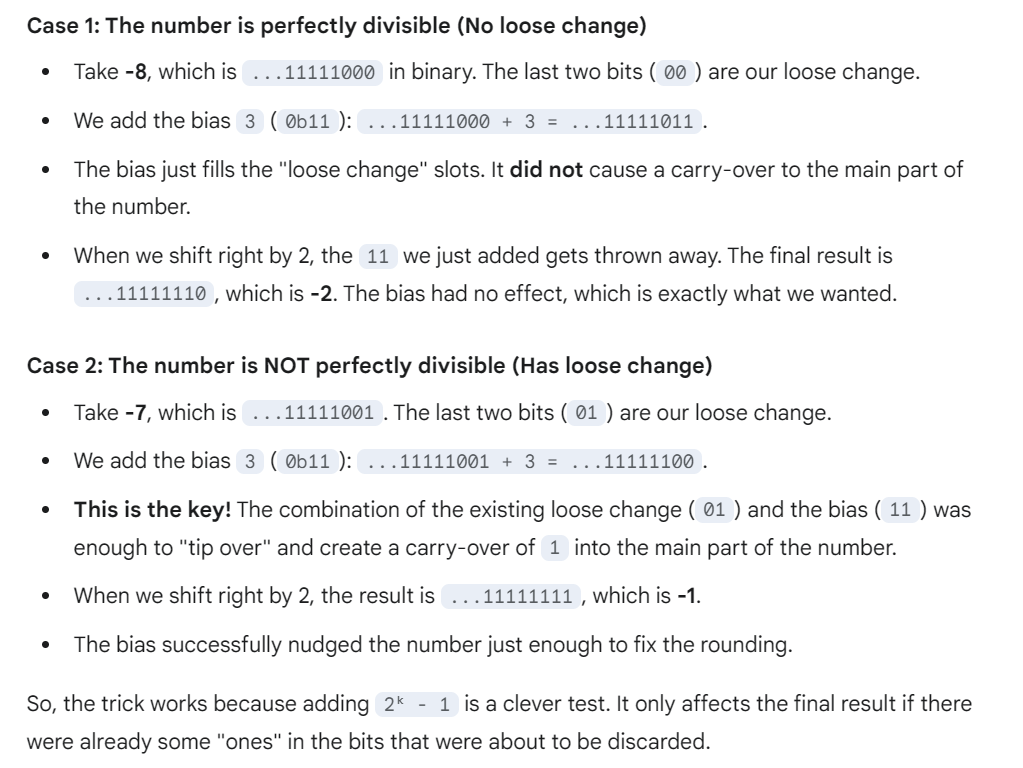 Case 1: The number is perfectly divisible (No loose change)
• Take -8, which is ...11111000 in binary. The last two bits ( 00 ) are our loose change.
• We add the bias 3 ( 0b11 ): ...11111000 + 3 = ...11111011 .
• The bias just fills the "loose change" slots. It did not cause a carry-over to the main part of
the number.
• When we shift right by 2, the 11 we just added gets thrown away. The final result is
...11111110 , which is -2. The bias had no effect, which is exactly what we wanted.
Case 2: The number is NOT perfectly divisible (Has loose change)
• Take -7, which is ...11111001 . The last two bits ( 01 ) are our loose change.
• We add the bias 3 ( 0b11 ): ...11111001 + 3 = ...11111100 .
• This is the key! The combination of the existing loose change ( 01 ) and the bias ( 11 ) was
enough to "tip over" and create a carry-over of 1 into the main part of the number.
• When we shift right by 2, the result is ...11111111 , which is -1.
• The bias successfully nudged the number just enough to fix the rounding.
So, the trick works because adding 2ᵏ - 1 is a clever test. It only affects the final result if there
were already some "ones" in the bits that were about to be discarded.